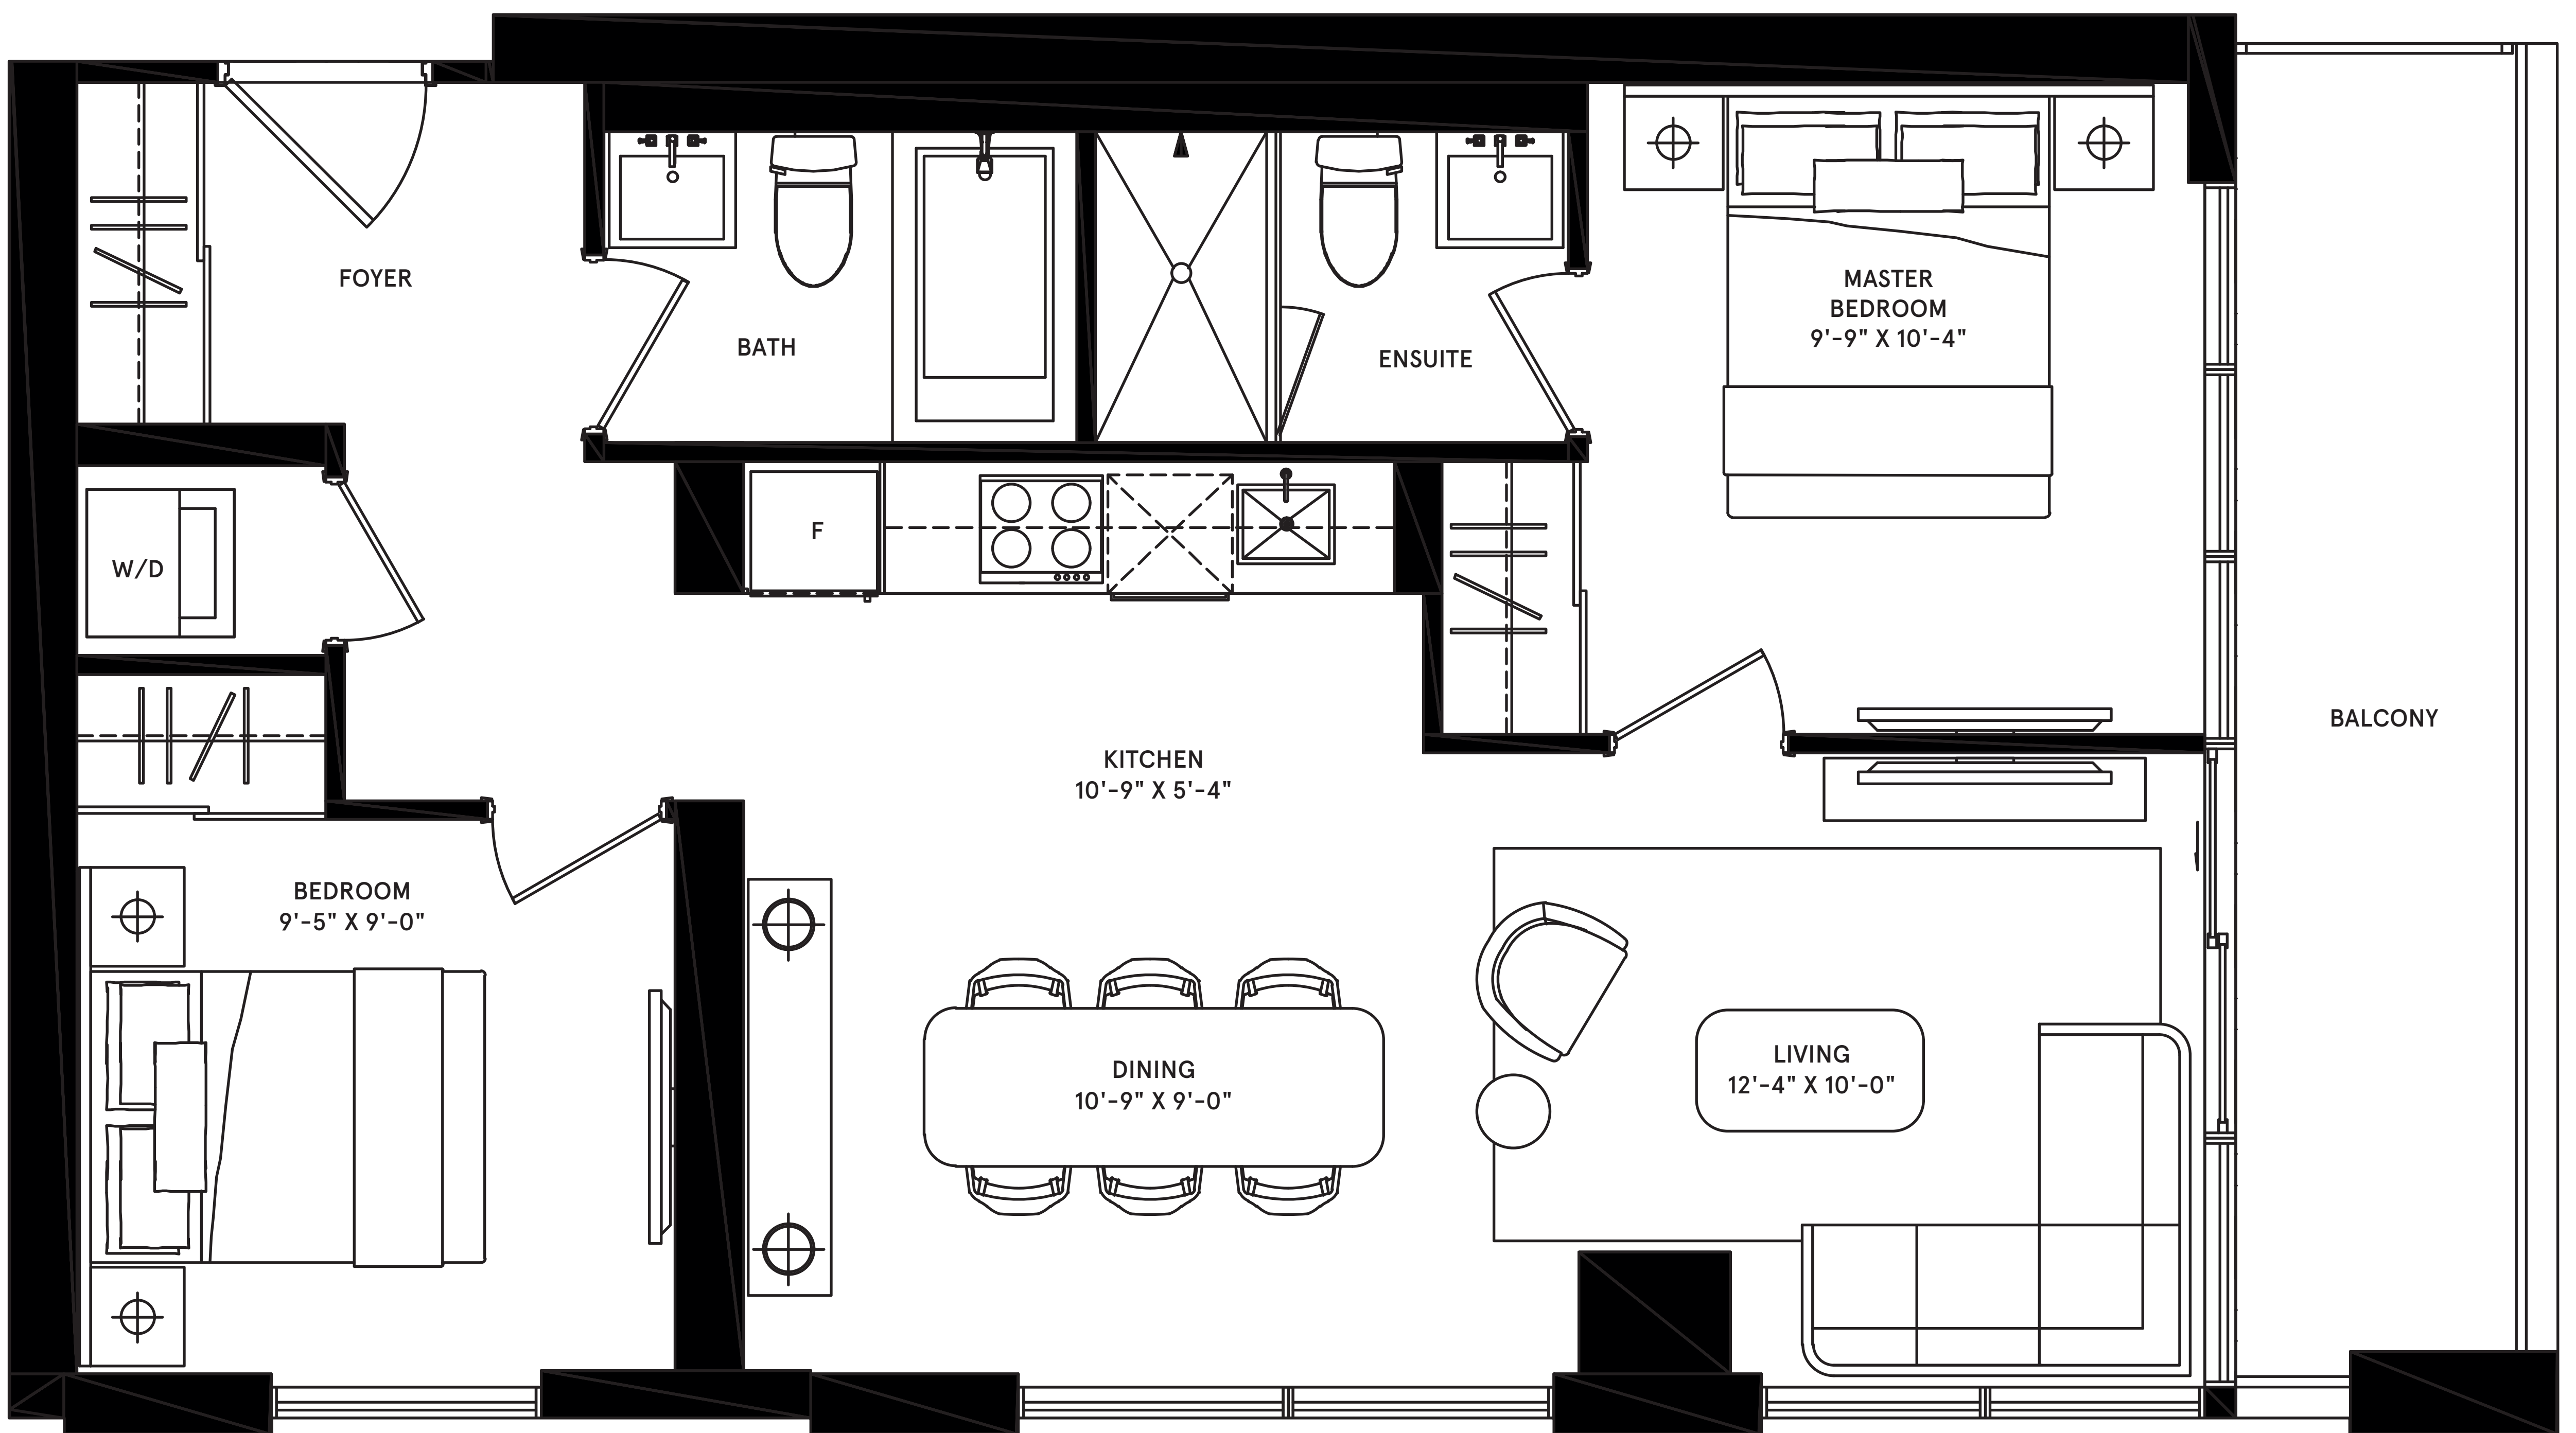 FOYER
BATH
ENSUITE
MASTER
BEDROOM
9'-9" X 10'-4"
W/D
F
KITCHEN
10'-9" X 5'-4"
BALCONY
BEDROOM
9'-5" X 9'-0"
DINING
10'-9" X 9'-0"
LIVING
12'-4" X 10'-0"